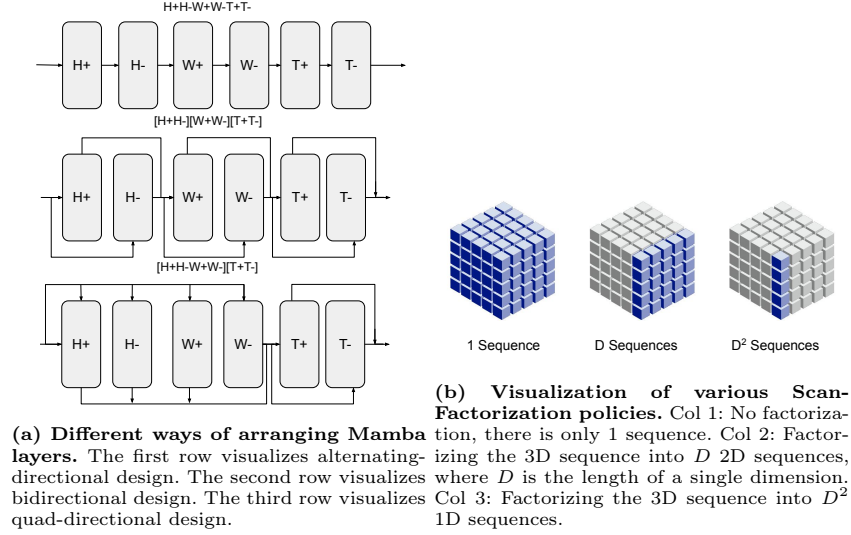 H+H-W+W-T+T-
H+ H- W+ W- T+ T-
[H+H-][W+W-][T+T-]
H+ H- W+ W- T+ T-
[H+H-W+W-][T+T-]
H+ H- W+ W- T+ T-
(a) Different ways of arranging Mamba
layers. The first row visualizes alternating-
directional design. The second row visualizes
bidirectional design. The third row visualizes
quad-directional design.
1 Sequence D Sequences D² Sequences
(b) Visualization of various Scan-
Factorization policies. Col 1: No factoriza-
tion, there is only 1 sequence. Col 2: Factor-
izing the 3D sequence into D 2D sequences,
where D is the length of a single dimension.
Col 3: Factorizing the 3D sequence into D²
1D sequences.